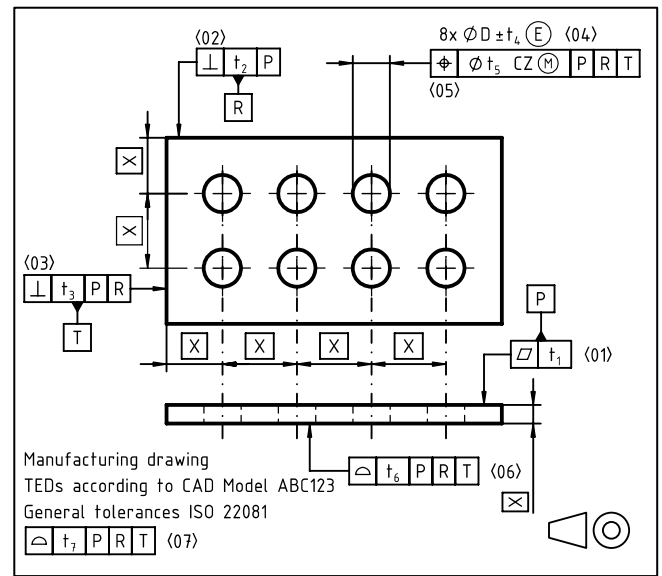 ⟨02⟩
⊥ t₂ P
R
8x ⌀D ±t₄ Ⓔ ⟨04⟩
⌖ ⌀t₅ CZ Ⓜ P R T
⟨05⟩
X
X
⟨03⟩
⊥ t₃ P R
T
X X X X
P
⏥ t₁ ⟨01⟩
⌓ t₆ P R T ⟨06⟩
X
Manufacturing drawing
TEDs according to CAD Model ABC123
General tolerances ISO 22081
⌓ t₇ P R T ⟨07⟩